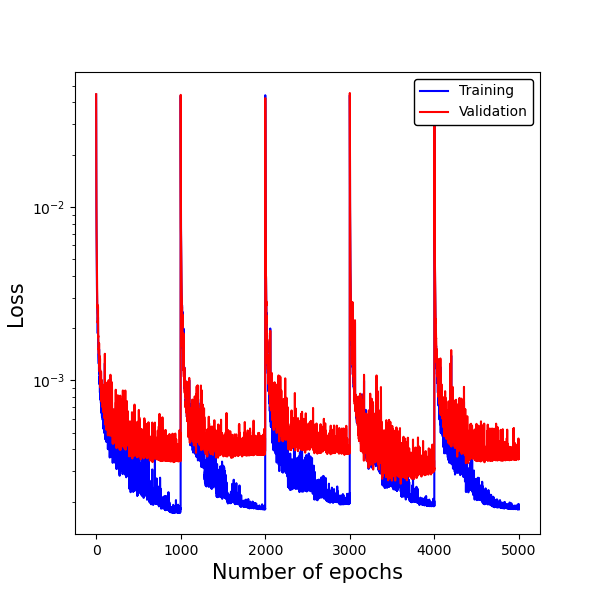 Training
Validation
10⁻²
10⁻³
Loss
0 1000 2000 3000 4000 5000
Number of epochs